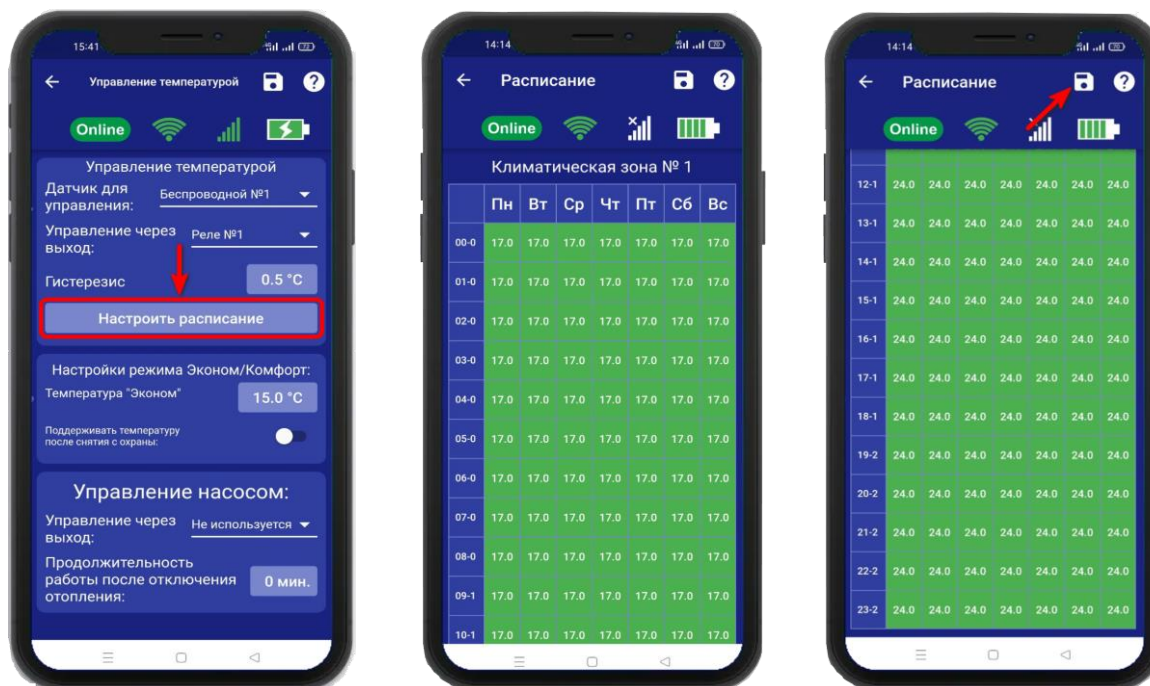 15:41
Управление температурой
Online
Управление температурой
Датчик для
управления:
Беспроводной №1
Управление через
выход:
Реле №1
Гистерезис
0.5 °C
Настроить расписание
Настройки режима Эконом/Комфорт:
Температура "Эконом"
15.0 °C
Поддерживать температуру
после снятия с охраны:
Управление насосом:
Управление через
выход:
Не используется
Продолжительность
работы после отключения
отопления:
0 мин.
14:14
Расписание
Online
Климатическая зона № 1
Пн Вт Ср Чт Пт Сб Вс
00-0 17.0 17.0 17.0 17.0 17.0 17.0 17.0
01-0 17.0 17.0 17.0 17.0 17.0 17.0 17.0
02-0 17.0 17.0 17.0 17.0 17.0 17.0 17.0
03-0 17.0 17.0 17.0 17.0 17.0 17.0 17.0
04-0 17.0 17.0 17.0 17.0 17.0 17.0 17.0
05-0 17.0 17.0 17.0 17.0 17.0 17.0 17.0
06-0 17.0 17.0 17.0 17.0 17.0 17.0 17.0
07-0 17.0 17.0 17.0 17.0 17.0 17.0 17.0
08-0 17.0 17.0 17.0 17.0 17.0 17.0 17.0
09-1 17.0 17.0 17.0 17.0 17.0 17.0 17.0
10-1 17.0 17.0 17.0 17.0 17.0 17.0 17.0
14:14
Расписание
Online
12-1 24.0 24.0 24.0 24.0 24.0 24.0 24.0
13-1 24.0 24.0 24.0 24.0 24.0 24.0 24.0
14-1 24.0 24.0 24.0 24.0 24.0 24.0 24.0
15-1 24.0 24.0 24.0 24.0 24.0 24.0 24.0
16-1 24.0 24.0 24.0 24.0 24.0 24.0 24.0
17-1 24.0 24.0 24.0 24.0 24.0 24.0 24.0
18-1 24.0 24.0 24.0 24.0 24.0 24.0 24.0
19-2 24.0 24.0 24.0 24.0 24.0 24.0 24.0
20-2 24.0 24.0 24.0 24.0 24.0 24.0 24.0
21-2 24.0 24.0 24.0 24.0 24.0 24.0 24.0
22-2 24.0 24.0 24.0 24.0 24.0 24.0 24.0
23-2 24.0 24.0 24.0 24.0 24.0 24.0 24.0